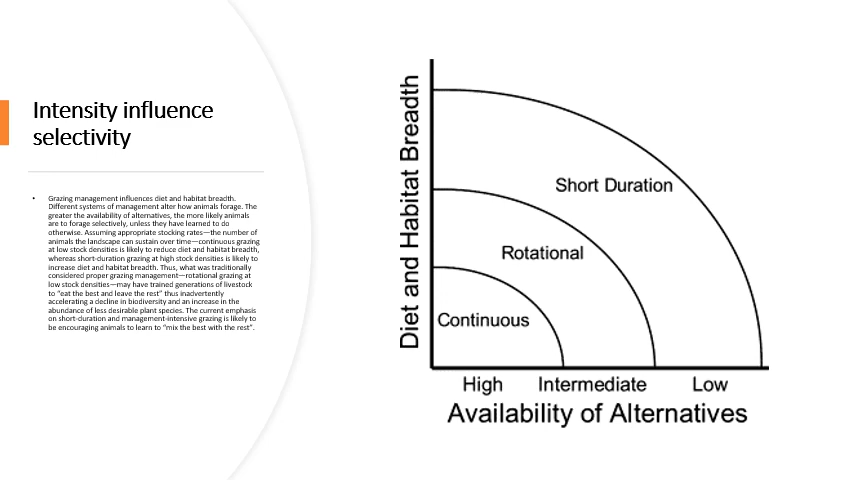 Intensity influence
selectivity
• Grazing management influences diet and habitat breadth.
Different systems of management alter how animals forage. The
greater the availability of alternatives, the more likely animals
are to forage selectively, unless they have learned to do
otherwise. Assuming appropriate stocking rates—the number of
animals the landscape can sustain over time—continuous grazing
at low stock densities is likely to reduce diet and habitat breadth,
whereas short-duration grazing at high stock densities is likely to
increase diet and habitat breadth. Thus, what was traditionally
considered proper grazing management—rotational grazing at
low stock densities—may have trained generations of livestock
to “eat the best and leave the rest” thus inadvertently
accelerating a decline in biodiversity and an increase in the
abundance of less desirable plant species. The current emphasis
on short-duration and management-intensive grazing is likely to
be encouraging animals to learn to “mix the best with the rest”.
Diet and Habitat Breadth
Short Duration
Rotational
Continuous
High Intermediate Low
Availability of Alternatives